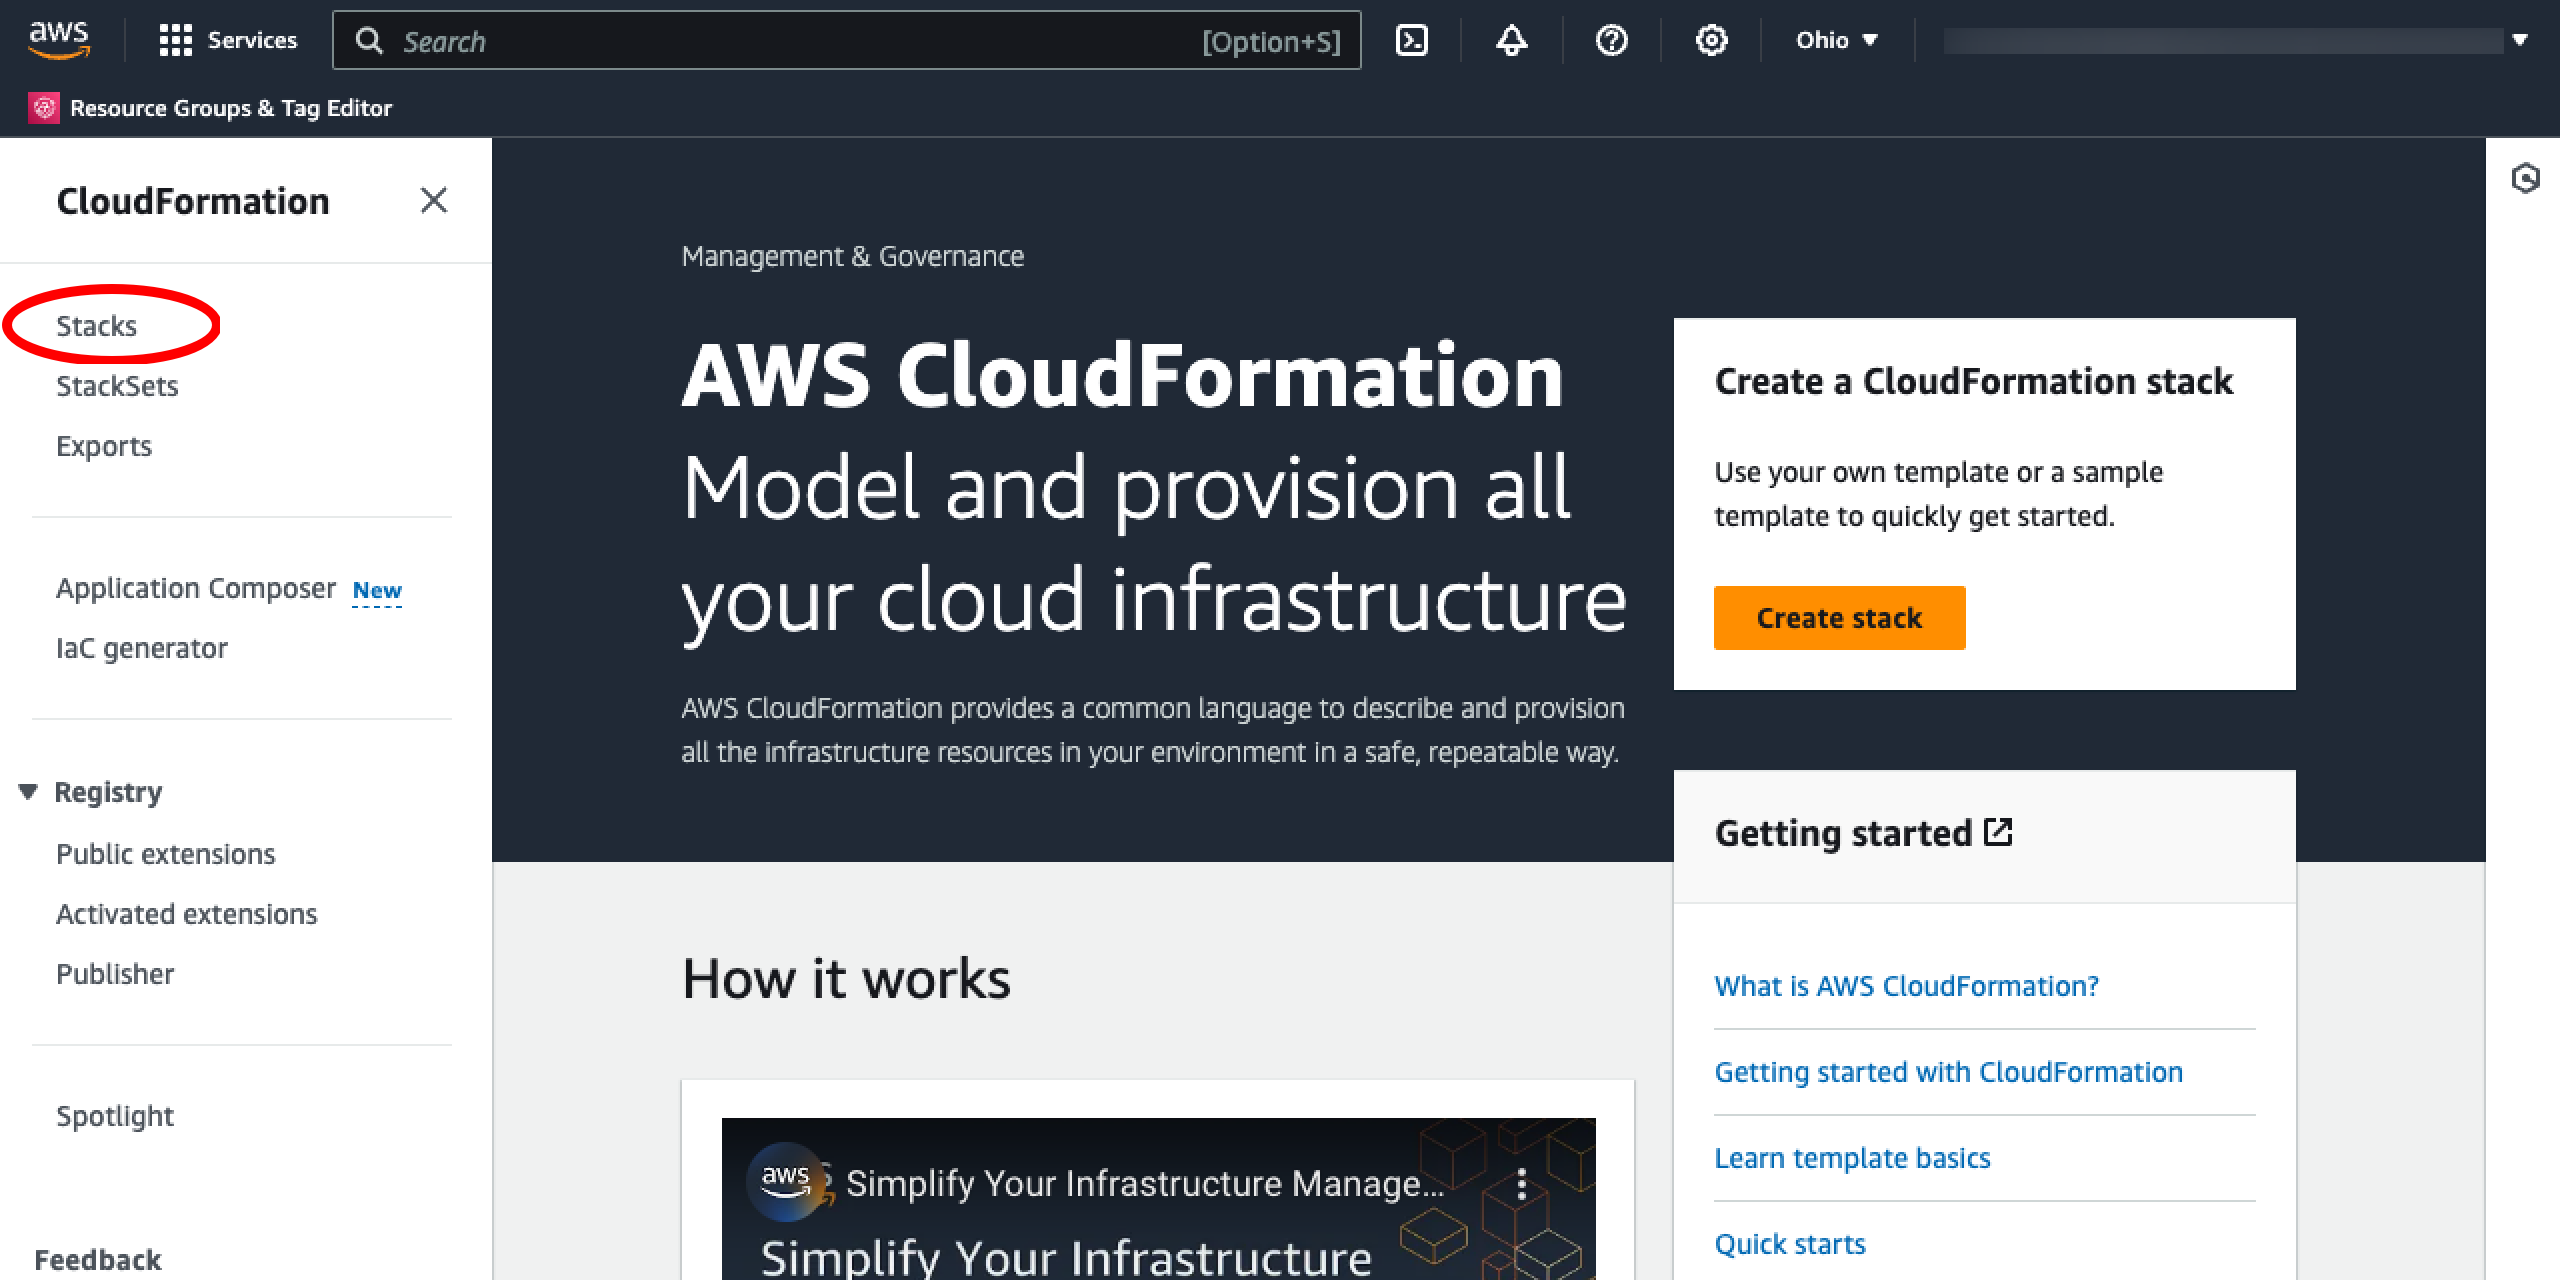 aws
Services
Search
[Option+S]
Ohio
Resource Groups & Tag Editor
CloudFormation
Stacks
StackSets
Exports
Application Composer New
IaC generator
Registry
Public extensions
Activated extensions
Publisher
Spotlight
Feedback
Management & Governance
AWS CloudFormation
Model and provision all
your cloud infrastructure
AWS CloudFormation provides a common language to describe and provision
all the infrastructure resources in your environment in a safe, repeatable way.
Create a CloudFormation stack
Use your own template or a sample
template to quickly get started.
Create stack
Getting started
What is AWS CloudFormation?
Getting started with CloudFormation
Learn template basics
Quick starts
How it works
aws
Simplify Your Infrastructure Manage...
Simplify Your Infrastructure